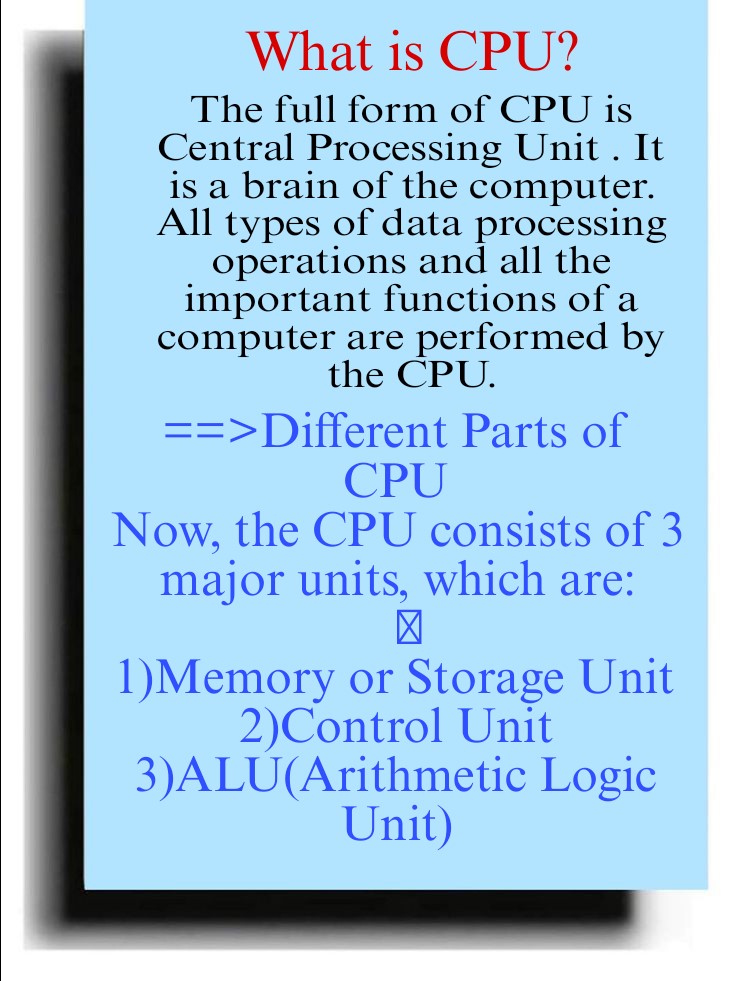 What is CPU?
The full form of CPU is
Central Processing Unit . It
is a brain of the computer.
All types of data processing
operations and all the
important functions of a
computer are performed by
the CPU.
==>Different Parts of
CPU
Now, the CPU consists of 3
major units, which are:
1)Memory or Storage Unit
2)Control Unit
3)ALU(Arithmetic Logic
Unit)